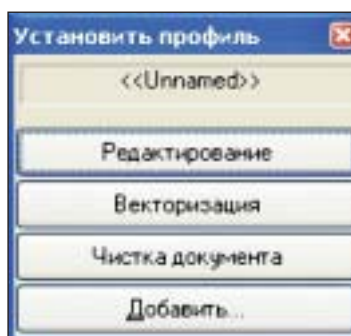 Установить профиль
<<Unnamed>>
Редактирование
Векторизация
Чистка документа
Добавить...